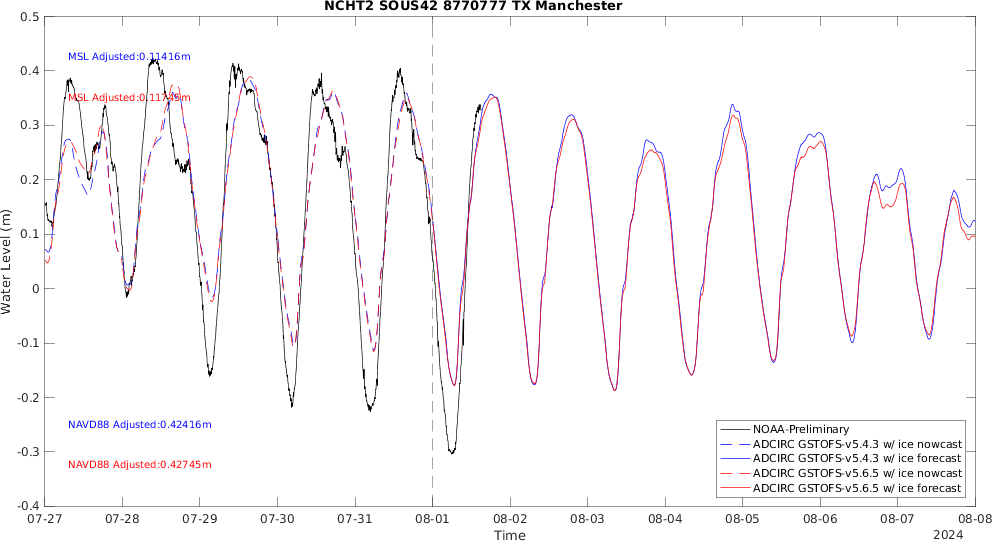 NCHT2 SOUS42 8770777 TX Manchester
0.5
MSL Adjusted:0.11416m
0.4
MSL Adjusted:0.11745m
0.3
0.2
0.1
Water Level (m)
0
-0.1
-0.2
NAVD88 Adjusted:0.42416m
NOAA-Preliminary
ADCIRC GSTOFS-v5.4.3 w/ ice nowcast
-0.3
ADCIRC GSTOFS-v5.4.3 w/ ice forecast
NAVD88 Adjusted:0.42745m
ADCIRC GSTOFS-v5.6.5 w/ ice nowcast
ADCIRC GSTOFS-v5.6.5 w/ ice forecast
-0.4
07-27 07-28 07-29 07-30 07-31 08-01 08-02 08-03 08-04 08-05 08-06 08-07 08-08
Time
2024